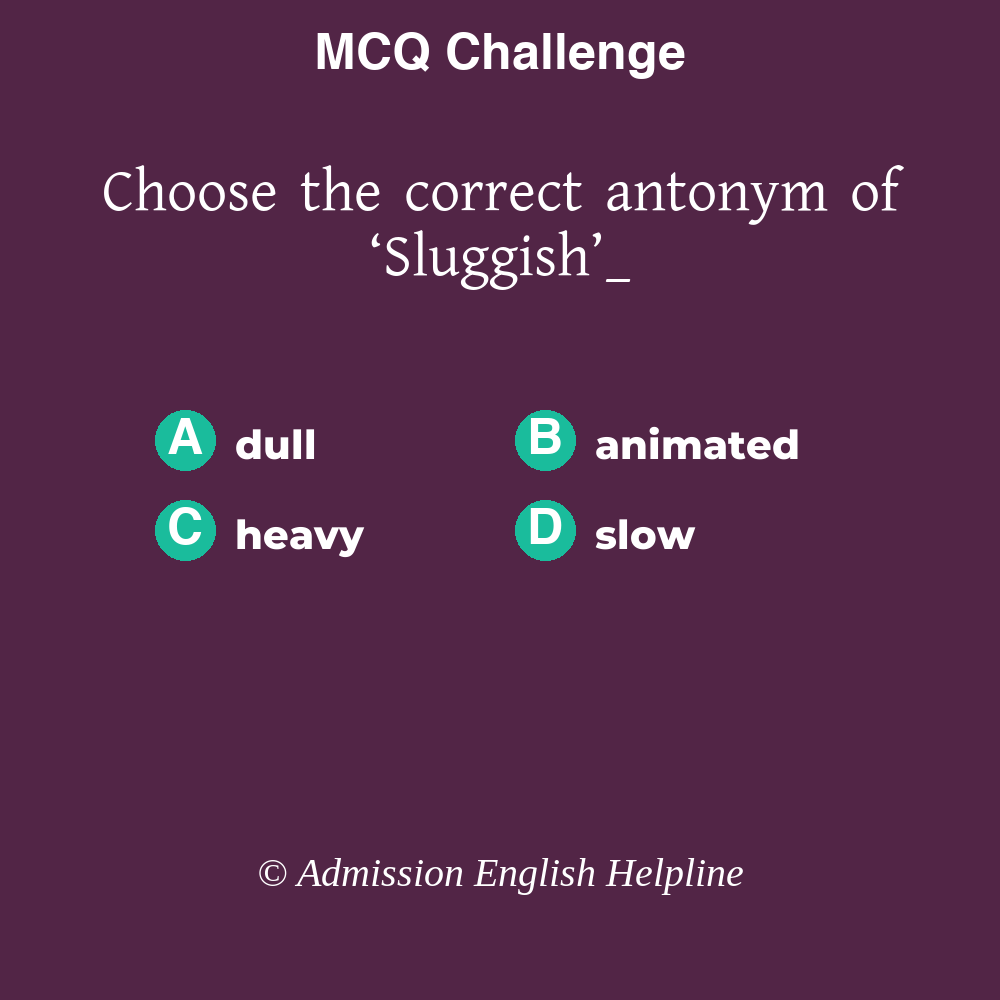 MCQ Challenge
Choose the correct antonym of
‘Sluggish’_
A dull
B animated
C heavy
D slow
© Admission English Helpline